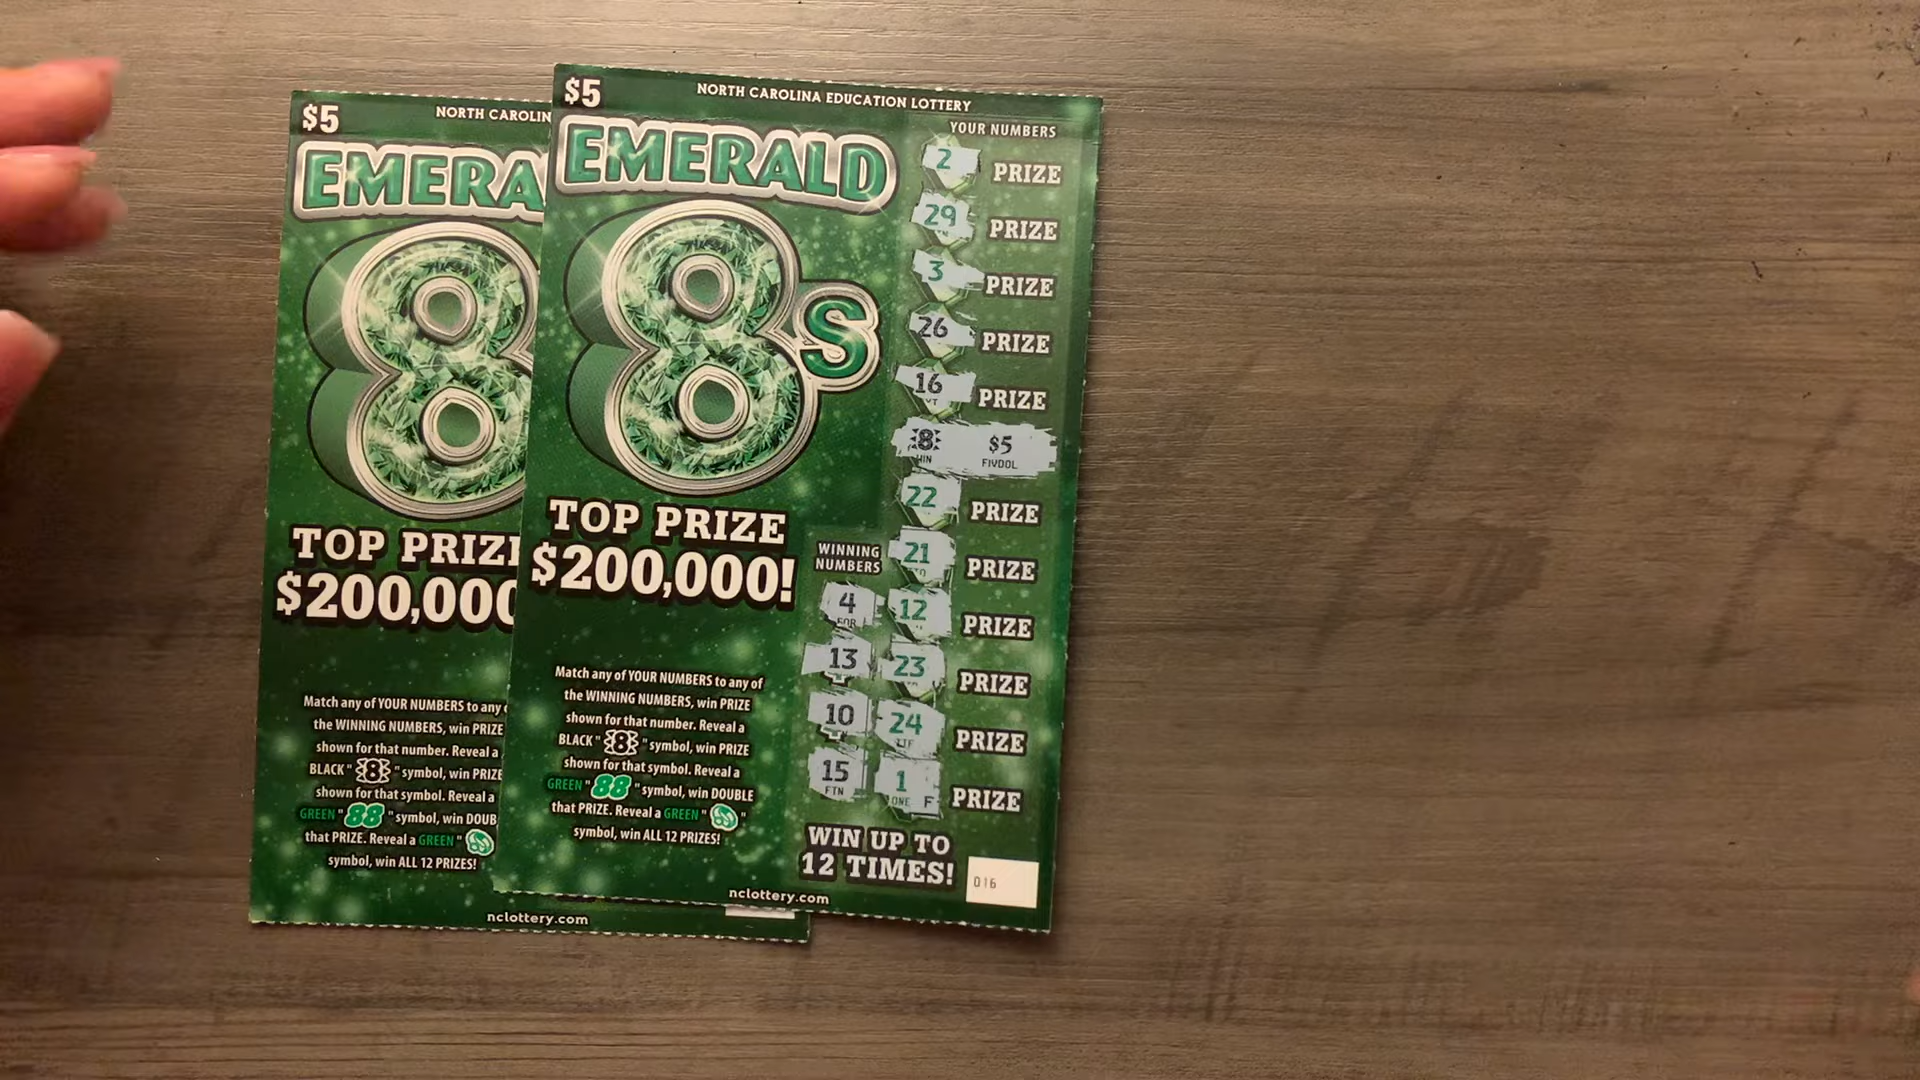 $5
NORTH CAROLIN
EMERA
8
TOP PRIZ
$200,000
Match any of YOUR NUMBERS to any
the WINNING NUMBERS, win PRIZE
shown for that number. Reveal a
BLACK "8" symbol, win PRIZE
shown for that symbol. Reveal a
GREEN "88" symbol, win DOUB
that PRIZE. Reveal a GREEN "
symbol, win ALL 12 PRIZES!
nclottery.com
$5
NORTH CAROLINA EDUCATION LOTTERY
EMERALD
8s
TOP PRIZE
$200,000!
Match any of YOUR NUMBERS to any of
the WINNING NUMBERS, win PRIZE
shown for that number. Reveal a
BLACK "8" symbol, win PRIZE
shown for that symbol. Reveal a
GREEN "88" symbol, win DOUBLE
that PRIZE. Reveal a GREEN " "
symbol, win ALL 12 PRIZES!
YOUR NUMBERS
2 PRIZE
29 PRIZE
3 PRIZE
26 PRIZE
16 PRIZE
8 $5
WIN FIVDOL
22 PRIZE
21 PRIZE
12 PRIZE
23 PRIZE
24 PRIZE
1 PRIZE
ONE F
WINNING
NUMBERS
4
FOR
13
10
15
FTN
WIN UP TO
12 TIMES!
016
nclottery.com